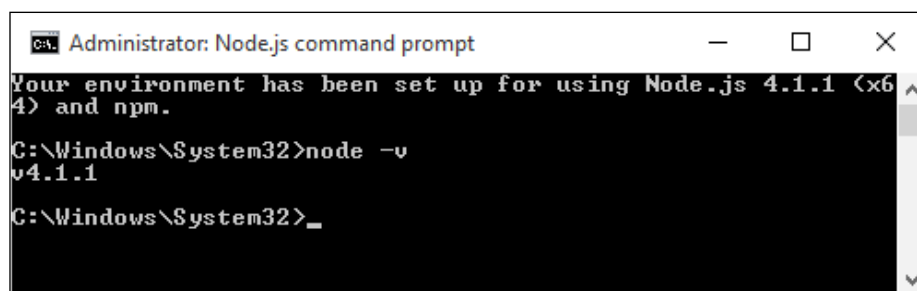 Administrator: Node.js command prompt
Your environment has been set up for using Node.js 4.1.1 (x6
4) and npm.
C:\Windows\System32>node -v
v4.1.1
C:\Windows\System32>_